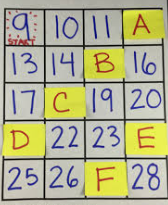 9 10 11 A
START
13 14 B 16
17 C 19 20
D 22 23 E
25 26 F 28